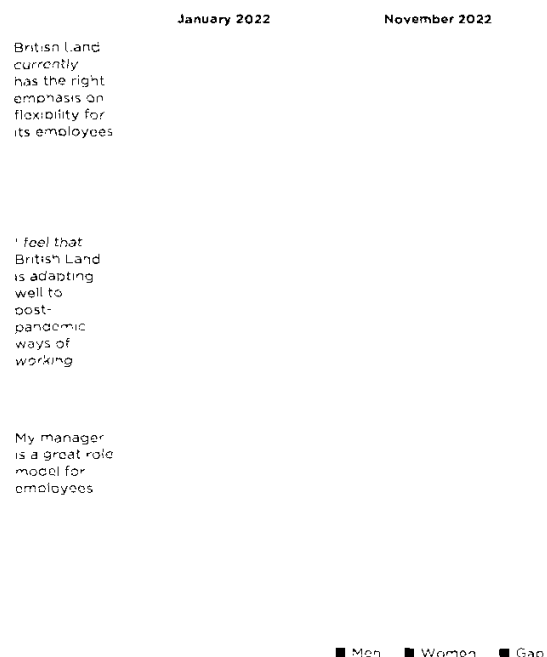 January 2022 November 2022
British Land
currently
has the right
emphasis on
flexibility for
its employees
I feel that
British Land
is adapting
well to
post-
pandemic
ways of
working
My manager
is a great role
model for
employees
Men Women Gap